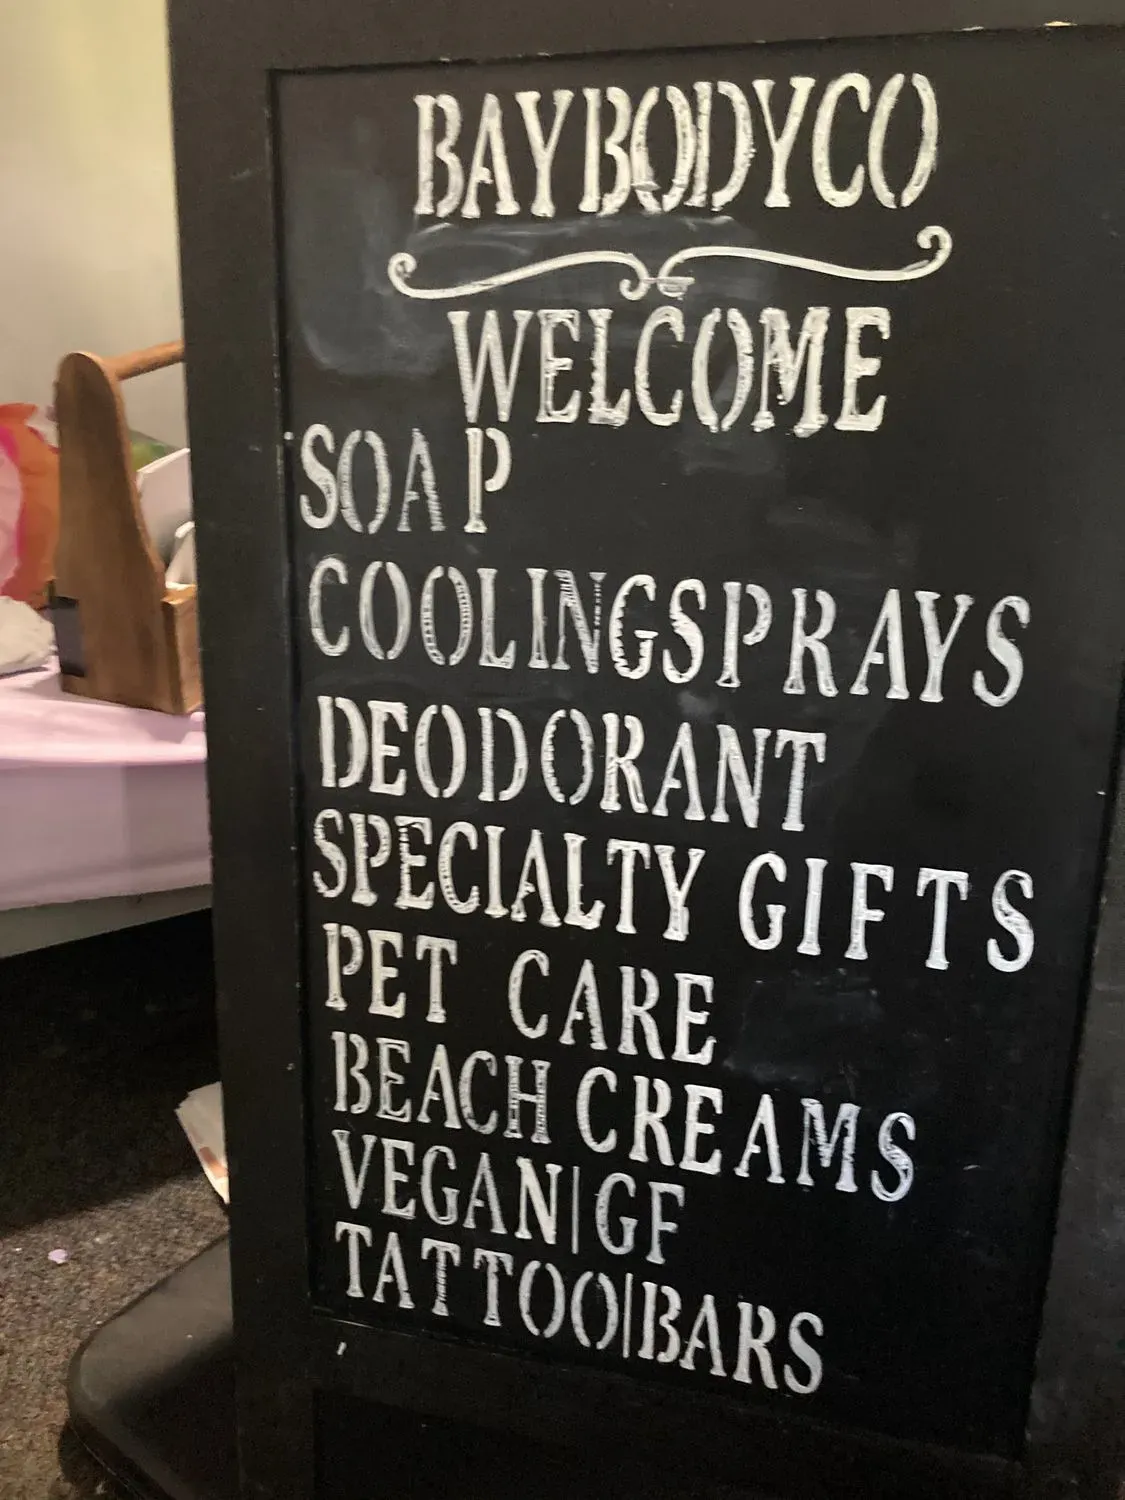 BAYBODYCO
WELCOME
SOAP
COOLINGSPRAYS
DEODORANT
SPECIALTY GIFTS
PET CARE
BEACH CREAMS
VEGAN|GF
TATTOO|BARS